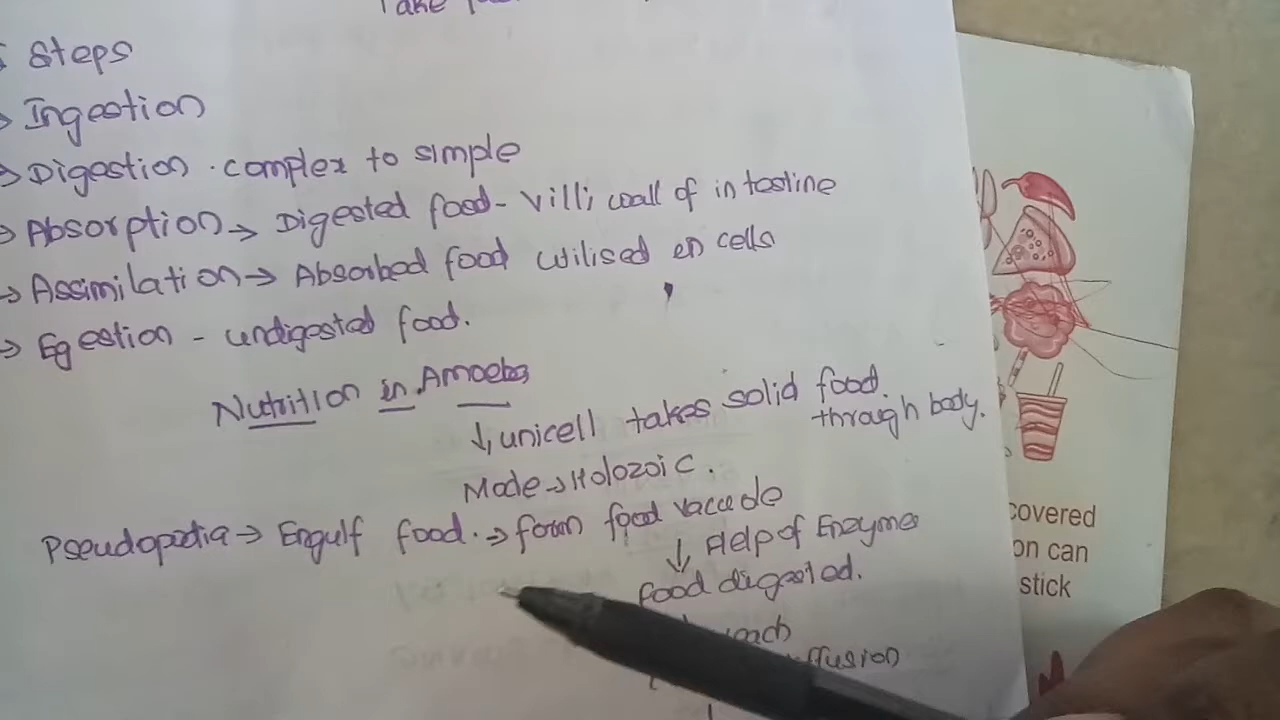 Take
Steps
Ingestion
Digestion . complex to simple
Absorption → Digested food - villi wall of intestine
→ Assimilation → Absorbed food utilised in cells
→ Egestion - undigested food.
Nutrition in Amoeba
↓ unicell takes solid food.
through body.
Mode → Holozoic.
Pseudopodia → Engulf food. → form food vacuole
↓ Help of Enzymes
food digested.
covered
on can
stick